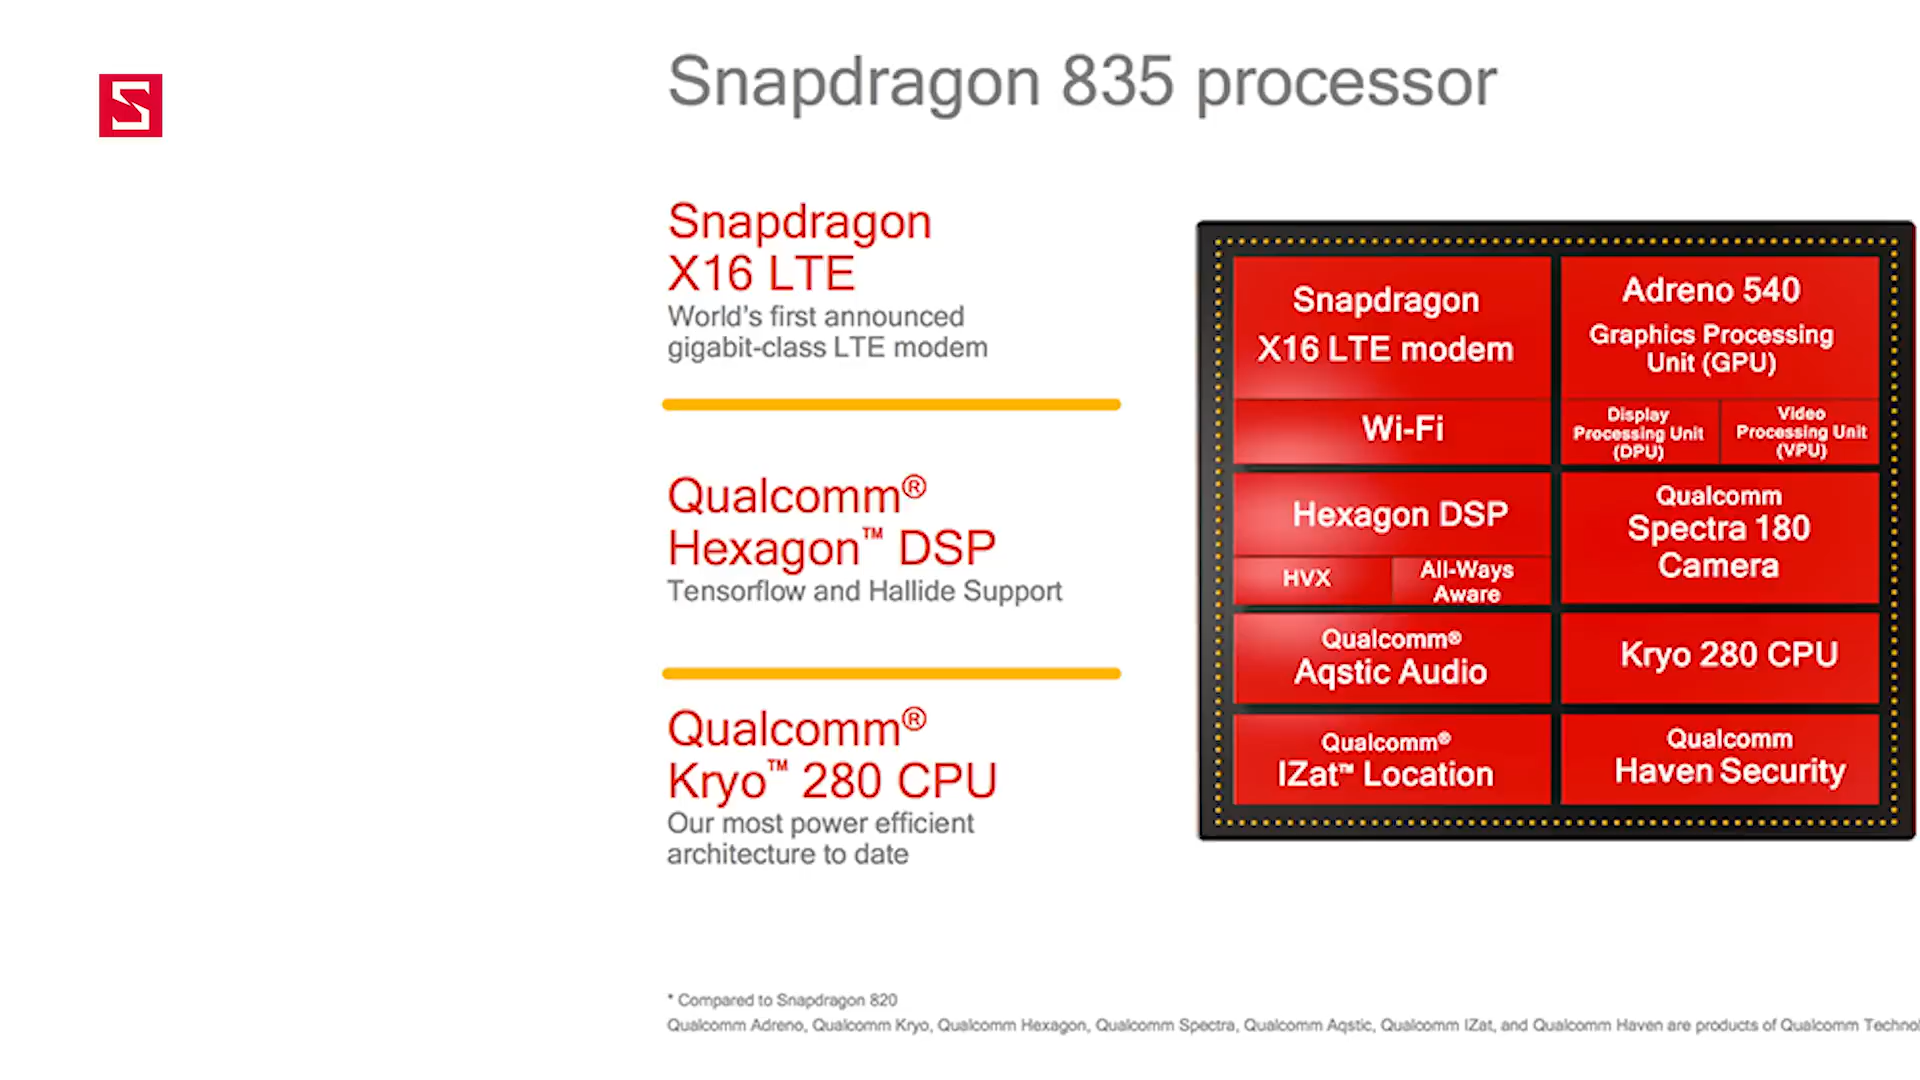 Snapdragon 835 processor
Snapdragon
X16 LTE
World's first announced
gigabit-class LTE modem
Qualcomm®
Hexagon™ DSP
Tensorflow and Hallide Support
Qualcomm®
Kryo™ 280 CPU
Our most power efficient
architecture to date
Snapdragon
X16 LTE modem
Wi-Fi
Adreno 540
Graphics Processing
Unit (GPU)
Display
Processing Unit
(DPU)
Video
Processing Unit
(VPU)
Hexagon DSP
HVX
All-Ways
Aware
Qualcomm
Spectra 180
Camera
Qualcomm®
Aqstic Audio
Kryo 280 CPU
Qualcomm®
IZat™ Location
Qualcomm
Haven Security
* Compared to Snapdragon 820
Qualcomm Adreno, Qualcomm Kryo, Qualcomm Hexagon, Qualcomm Spectra, Qualcomm Aqstic, Qualcomm IZat, and Qualcomm Haven are products of Qualcomm